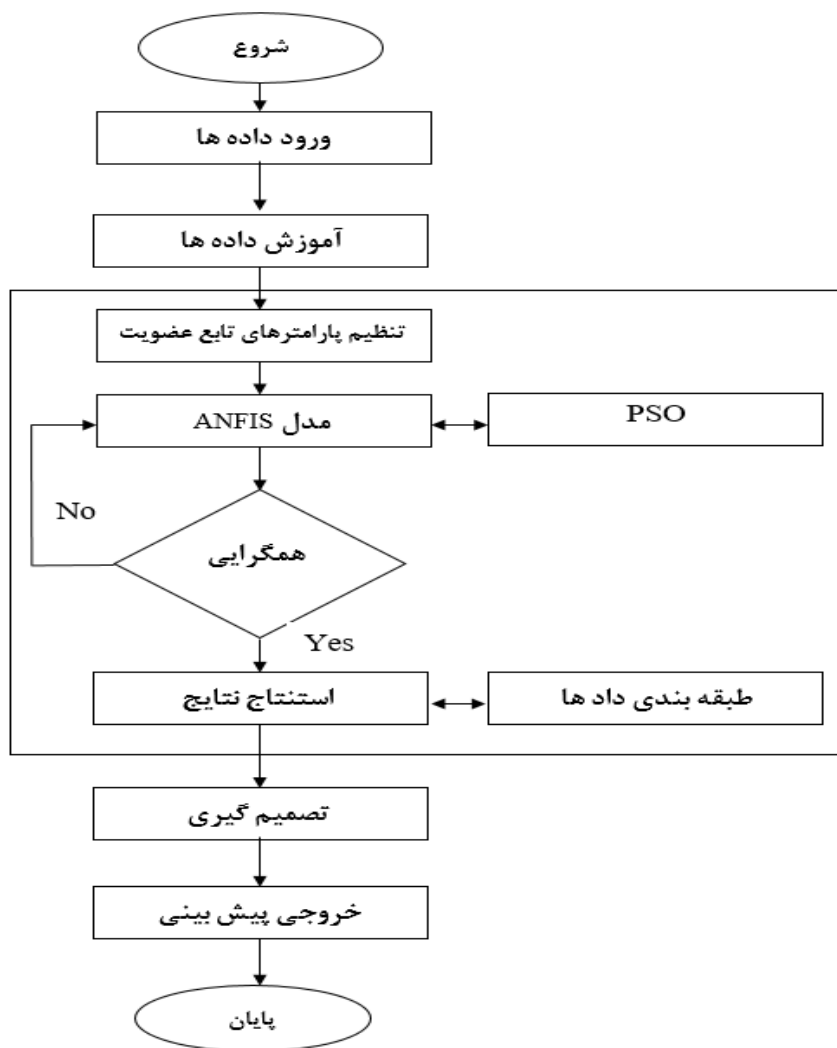 شروع
ورود داده ها
آموزش داده ها
تنظیم پارامترهای تابع عضویت
مدل ANFIS
PSO
No
همگرایی
Yes
استنتاج نتایج
طبقه بندی داد ها
تصمیم گیری
خروجی پیش بینی
پایان